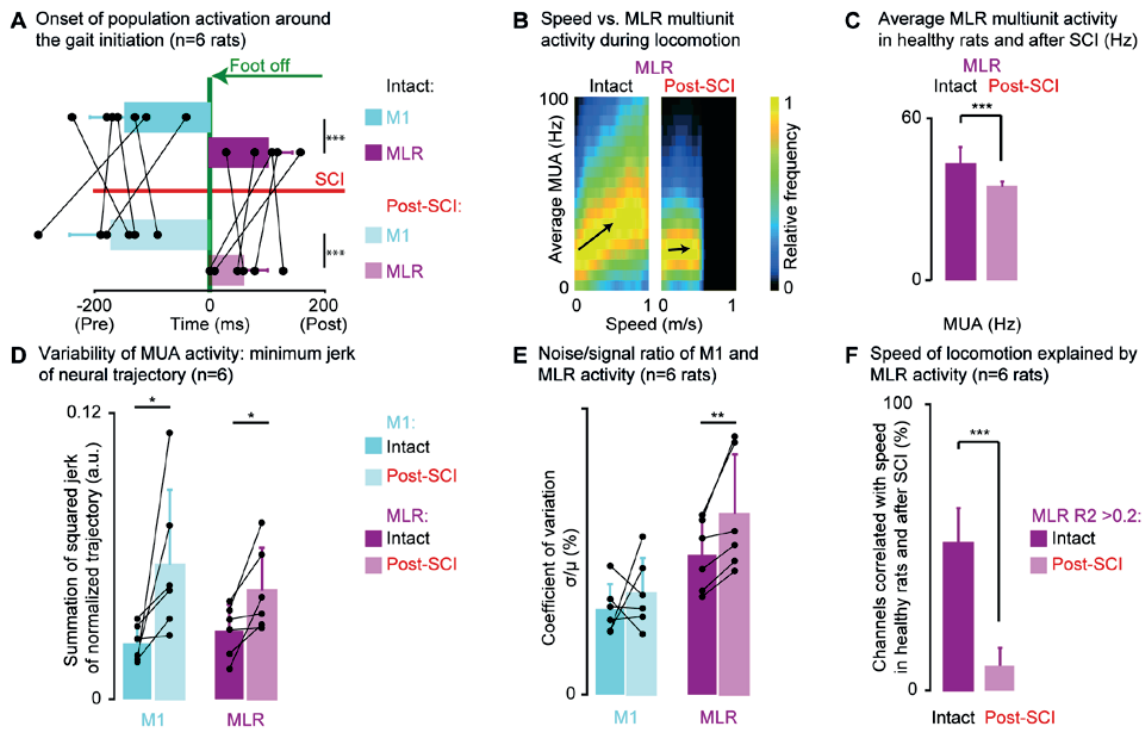 A Onset of population activation around
the gait initiation (n=6 rats)
Foot off
Intact:
M1
***
MLR
SCI
Post-SCI:
M1
***
MLR
-200 0 200
(Pre) Time (ms) (Post)
B Speed vs. MLR multiunit
activity during locomotion
MLR
Intact Post-SCI
100
Average MUA (Hz)
0
0 1 0 1
Speed (m/s)
1
Relative frequency
0
C Average MLR multiunit activity
in healthy rats and after SCI (Hz)
MLR
Intact Post-SCI
***
60
0
MUA (Hz)
D Variability of MUA activity: minimum jerk
of neural trajectory (n=6)
* *
0.12
Summation of squared jerk
of normalized trajectory (a.u.)
0
M1 MLR
M1:
Intact
Post-SCI
MLR:
Intact
Post-SCI
E Noise/signal ratio of M1 and
MLR activity (n=6 rats)
**
Coefficient of variation
σ/μ (%)
0
M1 MLR
F Speed of locomotion explained by
MLR activity (n=6 rats)
100
***
Channels correlated with speed
in healthy rats and after SCI (%)
MLR R2 >0.2:
Intact
Post-SCI
0
Intact Post-SCI